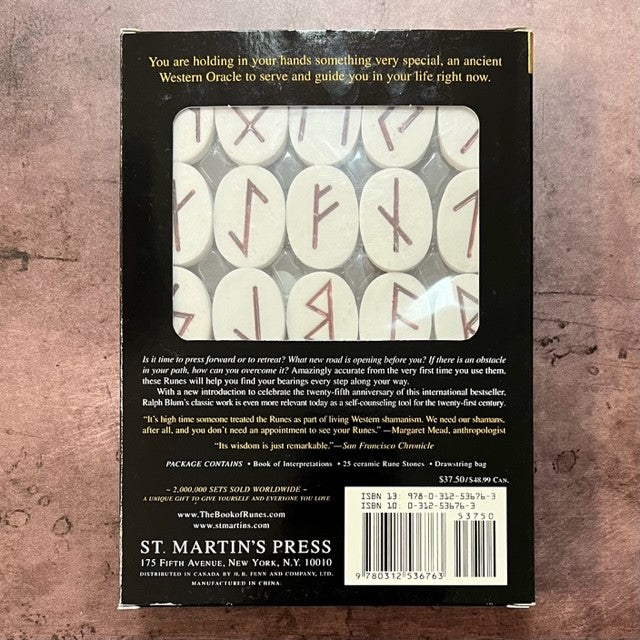 You are holding in your hands something very special, an ancient
Western Oracle to serve and guide you in your life right now.
Is it time to press forward or to retreat? What new road is opening before you? If there is an obstacle
in your path, how can you overcome it? Amazingly accurate from the very first time you use them,
these Runes will help you find your bearings every step along your way.
With a new introduction to celebrate the twenty-fifth anniversary of this international bestseller,
Ralph Blum's classic work is even more relevant today as a self-counseling tool for the twenty-first century.
"It's high time someone treated the Runes as part of living Western shamanism. We need our shamans,
after all, and you don't need an appointment to see your Runes." —Margaret Mead, anthropologist
"Its wisdom is just remarkable."—San Francisco Chronicle
PACKAGE CONTAINS • Book of Interpretations • 25 ceramic Rune Stones • Drawstring bag
$37.50/$48.99 CAN.
~ 2,000,000 SETS SOLD WORLDWIDE ~
A UNIQUE GIFT TO GIVE YOURSELF AND EVERYONE YOU LOVE
www.TheBookofRunes.com
www.stmartins.com
ST. MARTIN'S PRESS
175 FIFTH AVENUE, NEW YORK, N.Y. 10010
DISTRIBUTED IN CANADA BY H. B. FENN AND COMPANY, LTD.
MANUFACTURED IN CHINA.
ISBN 13: 978-0-312-53676-3
ISBN 10: 0-312-53676-3
53750
9 780312 536763